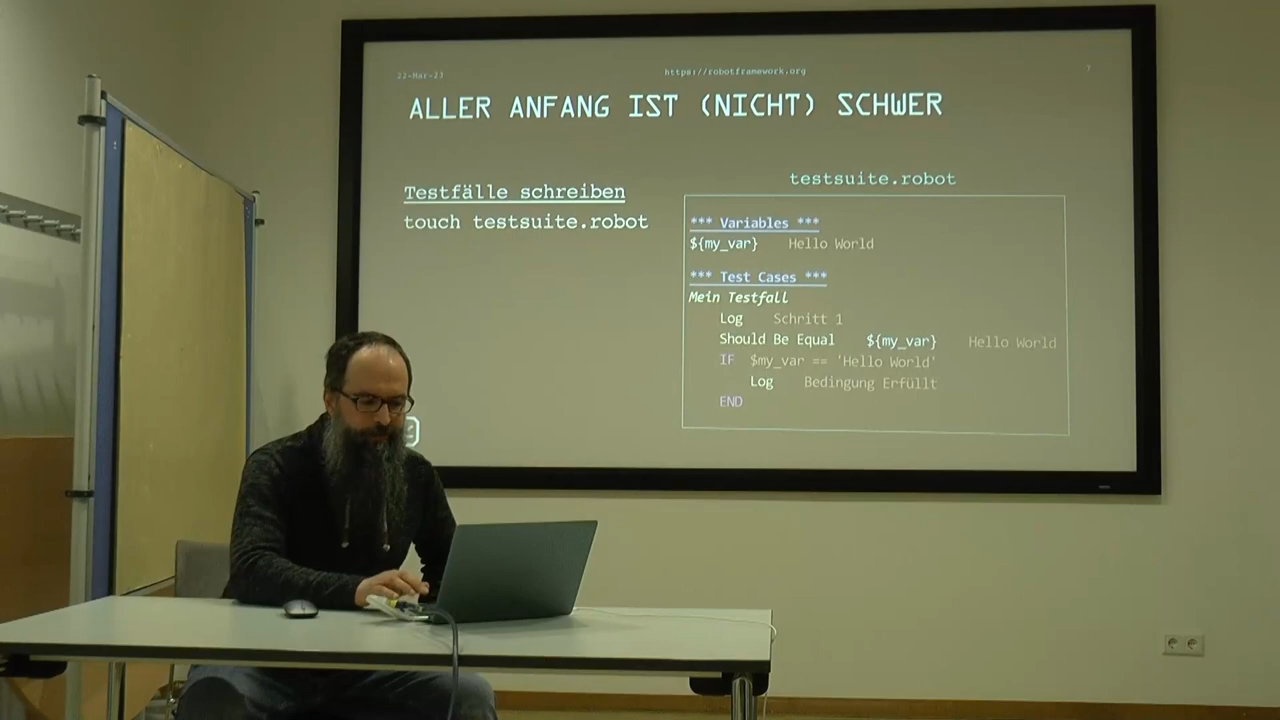 22-Mar-23
https://robotframework.org
7
ALLER ANFANG IST (NICHT) SCHWER
Testfälle schreiben
touch testsuite.robot
testsuite.robot
*** Variables ***
${my_var}    Hello World
*** Test Cases ***
Mein Testfall
    Log    Schritt 1
    Should Be Equal    ${my_var}    Hello World
    IF  $my_var == 'Hello World'
        Log    Bedingung Erfüllt
    END